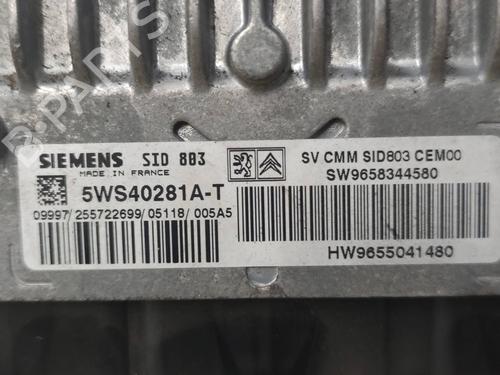 SIEMENS SID 803
MADE IN FRANCE
5WS40281A-T
09997/255722699/05118/005A5
SV CMM SID803 CEM00
SW9658344580
HW9655041480